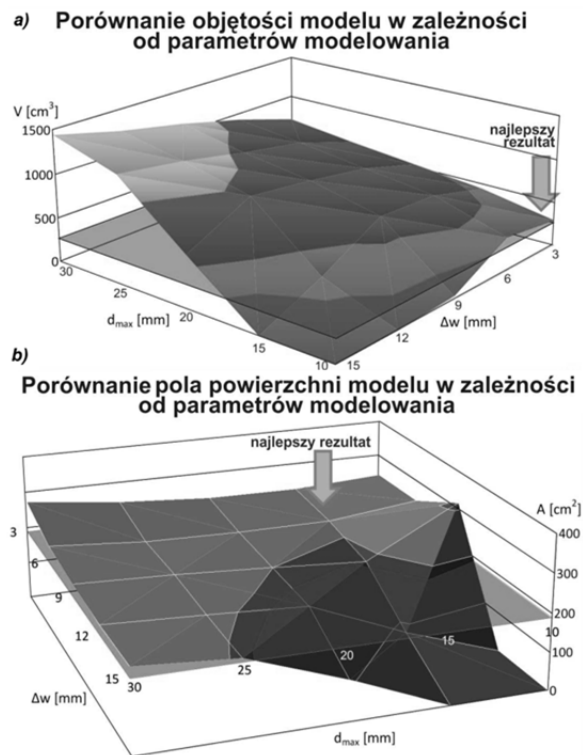 a) Porównanie objętości modelu w zależności
od parametrów modelowania
V [cm³]
1500
1000
500
0
30
25
20
15
10
d_max [mm]
najlepszy
rezultat
3
6
9
12
15
Δw [mm]
b)
Porównanie pola powierzchni modelu w zależności
od parametrów modelowania
najlepszy rezultat
A [cm²]
400
300
200
100
0
3
6
9
12
15
Δw [mm]
30
25
20
15
10
d_max [mm]